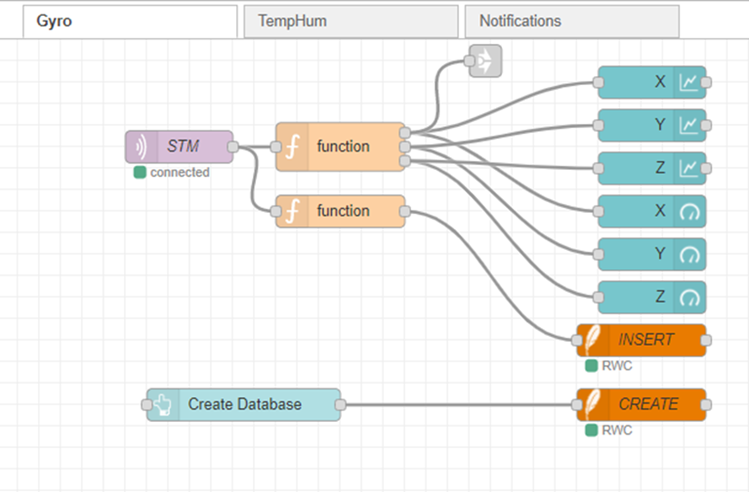 Gyro
TempHum
Notifications
X
Y
STM
function
connected
Z
function
X
Y
Z
INSERT
RWC
Create Database
CREATE
RWC